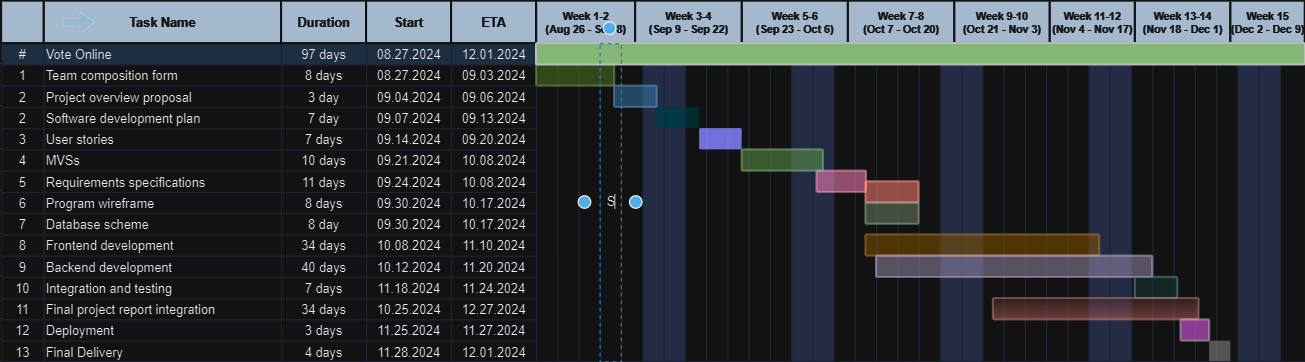 Task Name Duration Start ETA Week 1-2 Week 3-4 Week 5-6 Week 7-8 Week 9-10 Week 11-12 Week 13-14 Week 15
(Aug 26 - 8) (Sep 9 - Sep 22) (Sep 23 - Oct 6) (Oct 7 - Oct 20) (Oct 21 - Nov 3) (Nov 4 - Nov 17) (Nov 18 - Dec 1) (Dec 2 - Dec 9)
# Vote Online 97 days 08.27.2024 12.01.2024
1 Team composition form 8 days 08.27.2024 09.03.2024
2 Project overview proposal 3 day 09.04.2024 09.06.2024
2 Software development plan 7 day 09.07.2024 09.13.2024
3 User stories 7 days 09.14.2024 09.20.2024
4 MVSs 10 days 09.21.2024 10.08.2024
5 Requirements specifications 11 days 09.24.2024 10.08.2024
6 Program wireframe 8 days 09.30.2024 10.17.2024 S
7 Database scheme 8 day 09.30.2024 10.17.2024
8 Frontend development 34 days 10.08.2024 11.10.2024
9 Backend development 40 days 10.12.2024 11.20.2024
10 Integration and testing 7 days 11.18.2024 11.24.2024
11 Final project report integration 34 days 10.25.2024 12.27.2024
12 Deployment 3 days 11.25.2024 11.27.2024
13 Final Delivery 4 days 11.28.2024 12.01.2024